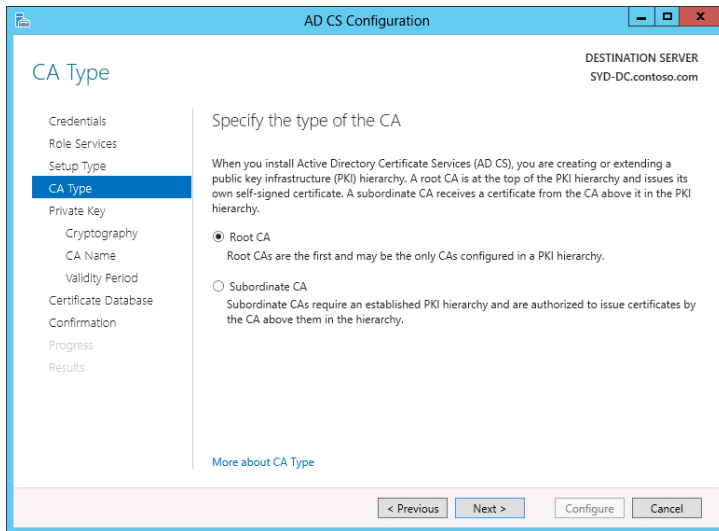 AD CS Configuration
CA Type
DESTINATION SERVER
SYD-DC.contoso.com
Credentials
Role Services
Setup Type
CA Type
Private Key
Cryptography
CA Name
Validity Period
Certificate Database
Confirmation
Progress
Results
Specify the type of the CA
When you install Active Directory Certificate Services (AD CS), you are creating or extending a
public key infrastructure (PKI) hierarchy. A root CA is at the top of the PKI hierarchy and issues its
own self-signed certificate. A subordinate CA receives a certificate from the CA above it in the PKI
hierarchy.
Root CA
Root CAs are the first and may be the only CAs configured in a PKI hierarchy.
Subordinate CA
Subordinate CAs require an established PKI hierarchy and are authorized to issue certificates by
the CA above them in the hierarchy.
More about CA Type
< Previous
Next >
Configure
Cancel